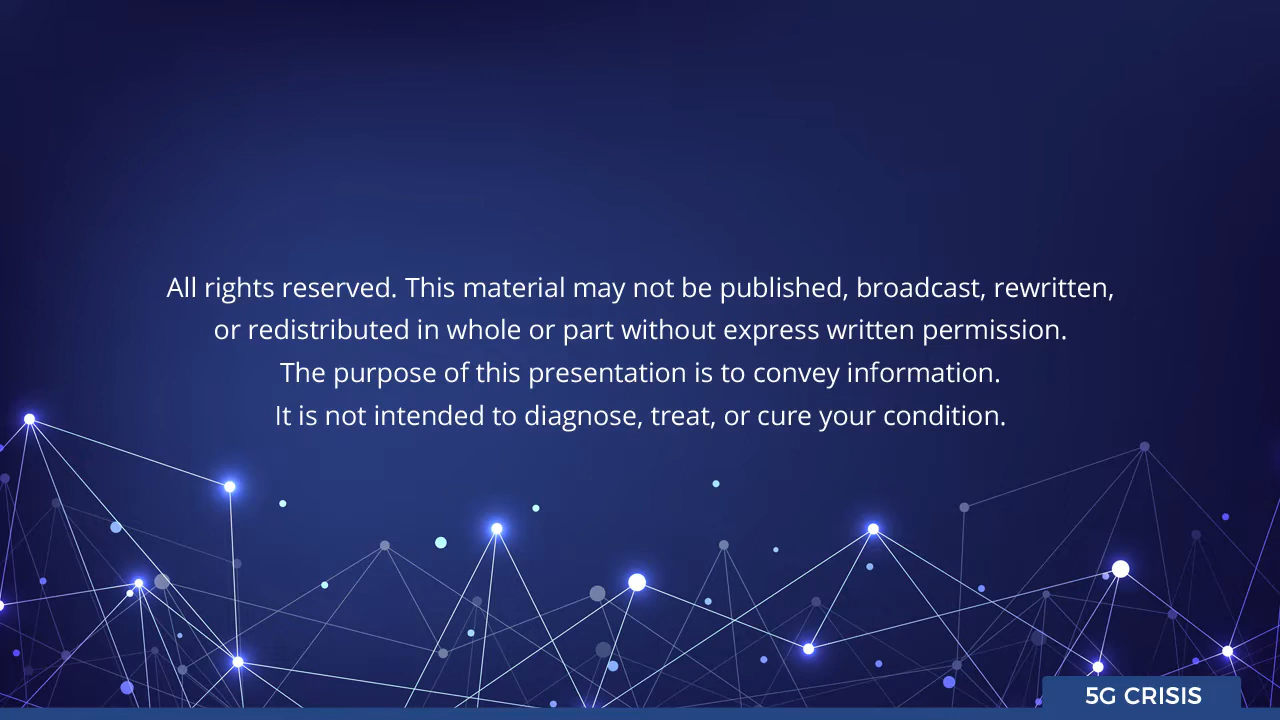 All rights reserved. This material may not be published, broadcast, rewritten,
or redistributed in whole or part without express written permission.
The purpose of this presentation is to convey information.
It is not intended to diagnose, treat, or cure your condition.
5G CRISIS